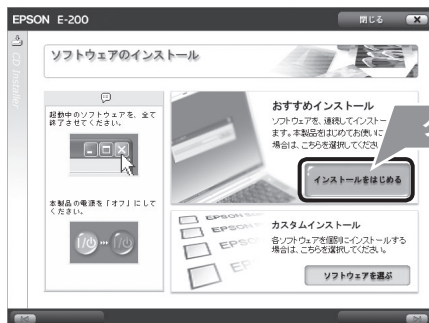 EPSON E-200
閉じる
CD Installer
ソフトウェアのインストール
起動中のソフトウェアを、全て
終了させてください。
本製品の電源を「オフ」にして
ください。
おすすめインストール
ソフトウェアを、連続してインストー
ます。本製品をはじめてお使いに
場合は、こちらを選択してくださ
インストールをはじめる
カスタムインストール
各ソフトウェアを個別にインストールする
場合は、こちらを選択してください。
ソフトウェアを選ぶ